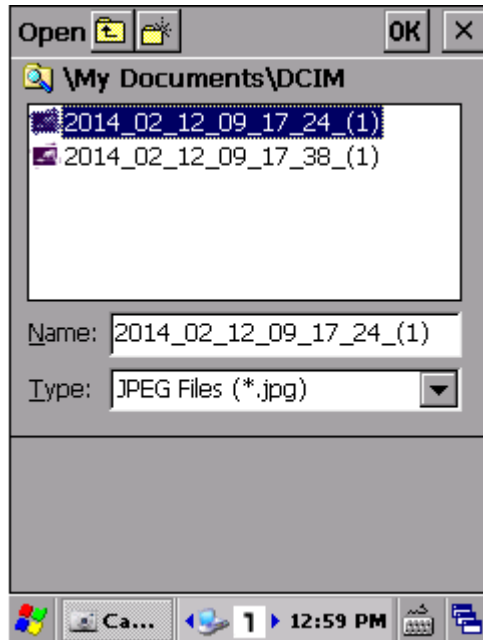 Open OK ×
\My Documents\DCIM
2014_02_12_09_17_24_(1)
2014_02_12_09_17_38_(1)
Name: 2014_02_12_09_17_24_(1)
Type: JPEG Files (*.jpg)
Ca... 1 12:59 PM